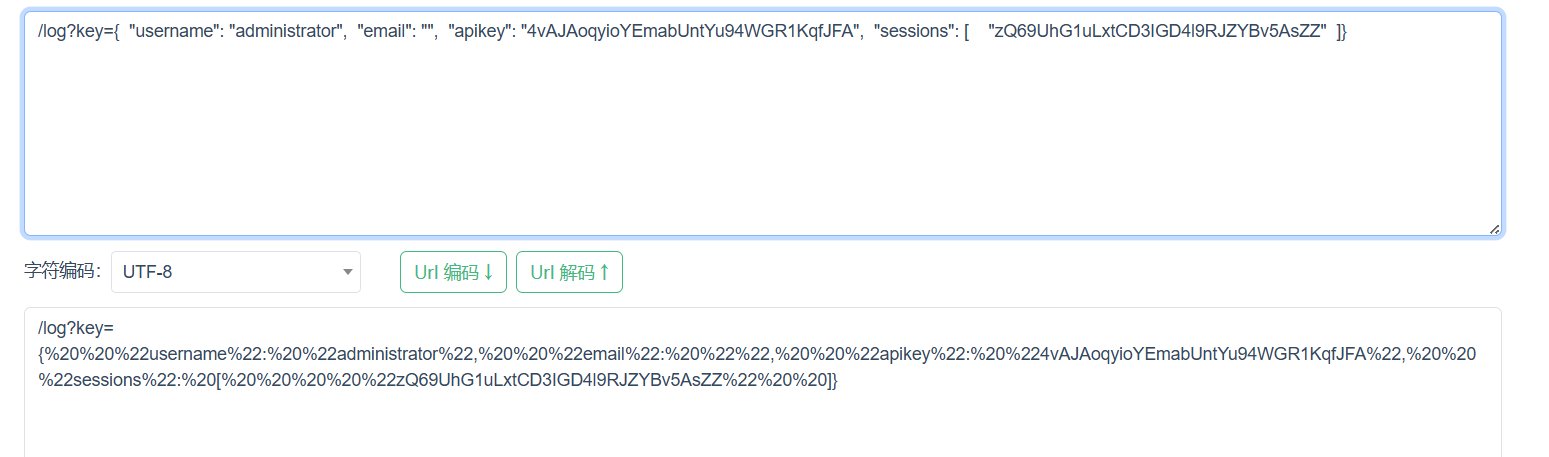 /log?key={  "username": "administrator",  "email": "",  "apikey": "4vAJAoqyioYEmabUntYu94WGR1KqfJFA",  "sessions": [    "zQ69UhG1uLxtCD3IGD4l9RJZYBv5AsZZ"  ]}
字符编码： UTF-8 Url 编码↓ Url 解码↑
/log?key=
{%20%20%22username%22:%20%22administrator%22,%20%20%22email%22:%20%22%22,%20%20%22apikey%22:%20%224vAJAoqyioYEmabUntYu94WGR1KqfJFA%22,%20%20
%22sessions%22:%20[%20%20%20%20%22zQ69UhG1uLxtCD3IGD4l9RJZYBv5AsZZ%22%20%20]}